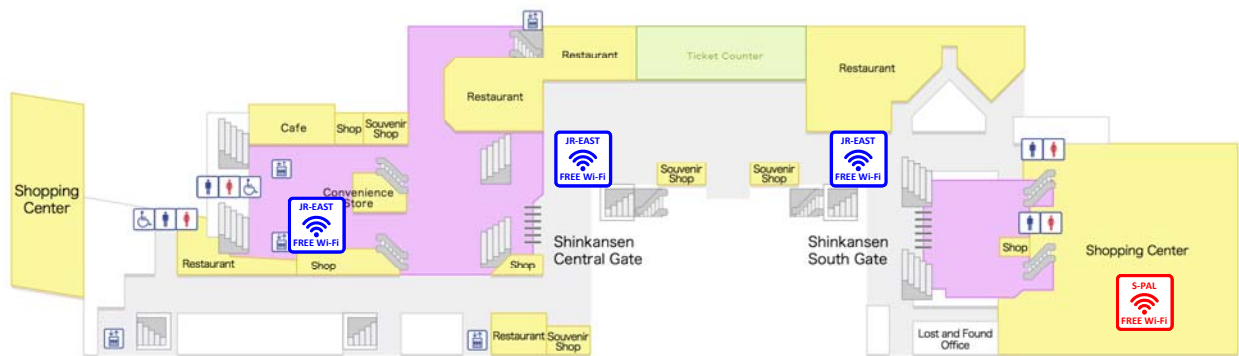 Restaurant
Ticket Counter
Restaurant
Restaurant
Cafe
Shop
Souvenir
Shop
JR-EAST
FREE Wi-Fi
JR-EAST
FREE Wi-Fi
Souvenir
Shop
Souvenir
Shop
Shopping
Center
Convenience
Store
JR-EAST
FREE Wi-Fi
Shinkansen
Central Gate
Shinkansen
South Gate
Shop
Shopping Center
Restaurant
Shop
Shop
S-PAL
FREE Wi-Fi
Restaurant
Souvenir
Shop
Lost and Found
Office